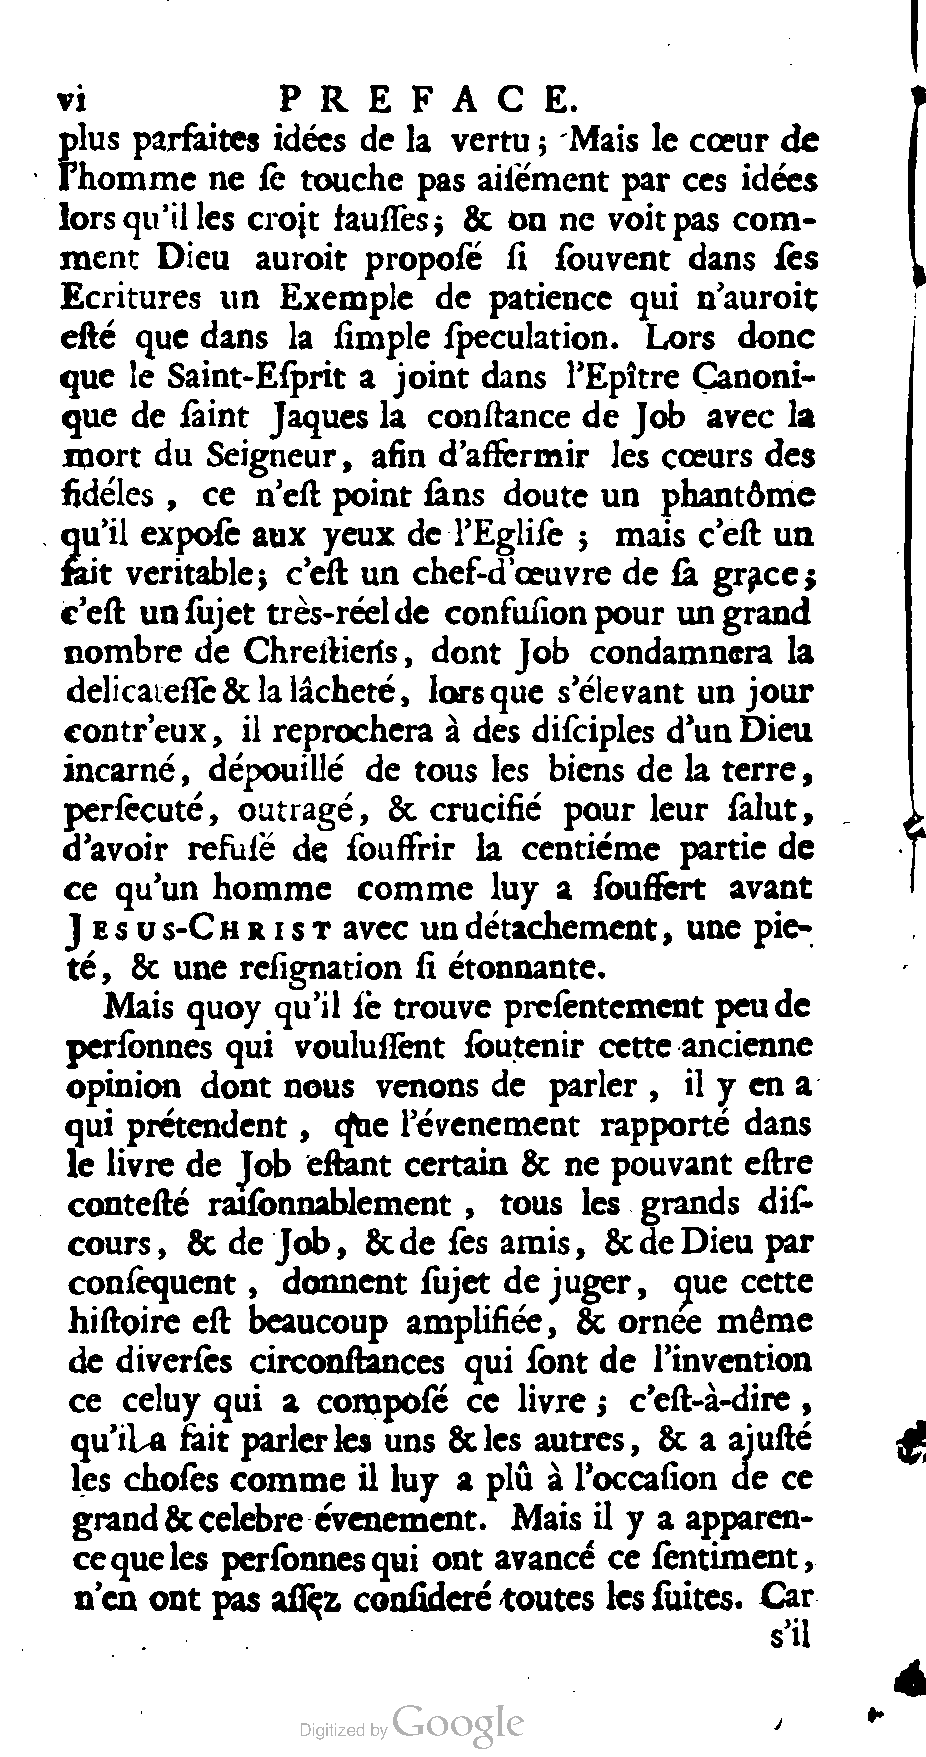 vi P R E F A C E.
plus parfaites idées de la vertu ; Mais le cœur de
l'homme ne ſe touche pas aiſément par ces idées
lors qu'il les croit fauſſes; & on ne voit pas com-
ment Dieu auroit propoſé ſi ſouvent dans ſes
Ecritures un Exemple de patience qui n'auroit
eſté que dans la ſimple ſpeculation. Lors donc
que le Saint-Eſprit a joint dans l'Epître Canoni-
que de ſaint Jaques la conſtance de Job avec la
mort du Seigneur, afin d'affermir les cœurs des
fidéles , ce n'eſt point ſans doute un phantôme
qu'il expoſe aux yeux de l'Egliſe ; mais c'eſt un
fait veritable; c'eſt un chef-d'œuvre de ſa grace;
c'eſt un ſujet très-réel de confuſion pour un grand
nombre de Chreſtiens, dont Job condamnera la
delicateſſe & la lâcheté, lors que s'élevant un jour
contr'eux, il reprochera à des diſciples d'un Dieu
incarné, dépouillé de tous les biens de la terre,
perſecuté, outragé, & crucifié pour leur ſalut,
d'avoir refuſé de ſouffrir la centiéme partie de
ce qu'un homme comme luy a ſouffert avant
JESUS-CHRIST avec un détachement, une pie-
té, & une reſignation ſi étonnante.
Mais quoy qu'il ſe trouve preſentement peu de
perſonnes qui vouluſſent ſoutenir cette ancienne
opinion dont nous venons de parler , il y en a
qui prétendent , que l'évenement rapporté dans
le livre de Job eſtant certain & ne pouvant eſtre
conteſté raiſonnablement , tous les grands diſ-
cours, & de Job, & de ſes amis, & de Dieu par
conſequent , donnent ſujet de juger, que cette
hiſtoire eſt beaucoup amplifiée, & ornée même
de diverſes circonſtances qui ſont de l'invention
ce celuy qui a compoſé ce livre ; c'eſt-à-dire ,
qu'il a fait parler les uns & les autres, & a ajuſté
les choſes comme il luy a plû à l'occaſion de ce
grand & celebre évenement. Mais il y a apparen-
ce que les perſonnes qui ont avancé ce ſentiment,
n'en ont pas aſſez conſideré toutes les ſuites. Car
s'il
Digitized by Google